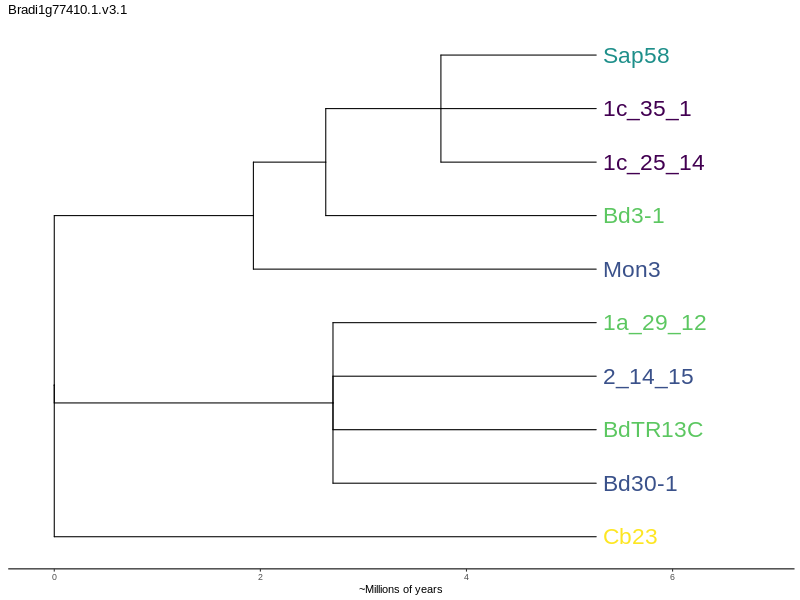 Bradi1g77410.1.v3.1
Sap58
1c_35_1
1c_25_14
Bd3-1
Mon3
1a_29_12
2_14_15
BdTR13C
Bd30-1
Cb23
0 2 4 6
~Millions of years